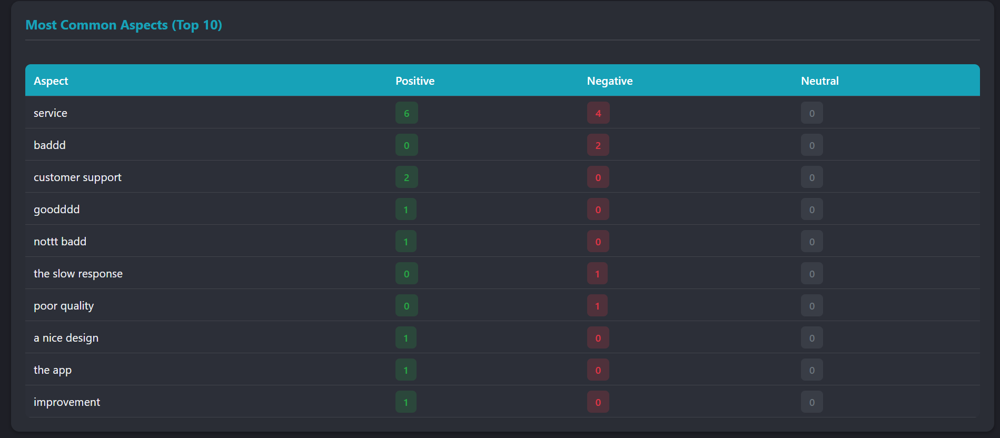 Most Common Aspects (Top 10)
Aspect Positive Negative Neutral
service 6 4 0
baddd 0 2 0
customer support 2 0 0
goodddd 1 0 0
nottt badd 1 0 0
the slow response 0 1 0
poor quality 0 1 0
a nice design 1 0 0
the app 1 0 0
improvement 1 0 0